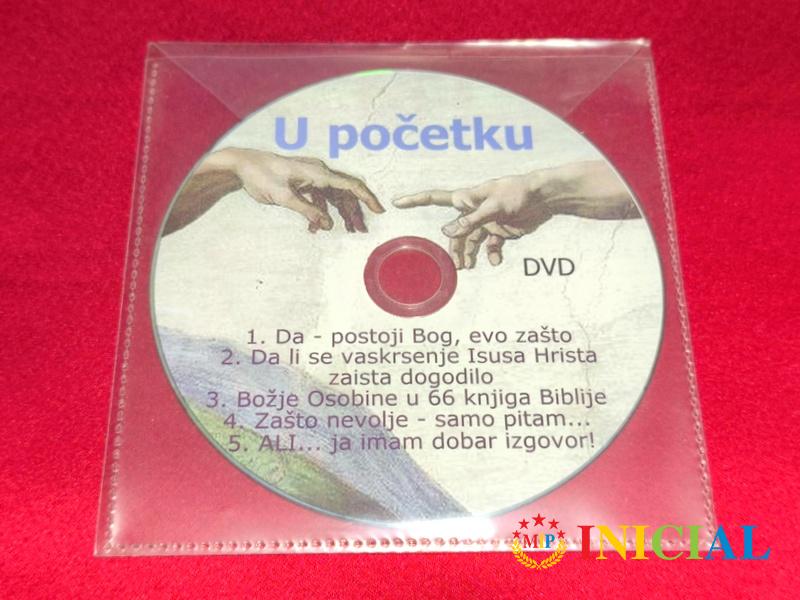 U početku
DVD
1. Da - postoji Bog, evo zašto
2. Da li se vaskrsenje Isusa Hrista
zaista dogodilo
3. Božje Osobine u 66 knjiga Biblije
4. Zašto nevolje - samo pitam...
5. ALI... ja imam dobar izgovor!
MOP INICIAL